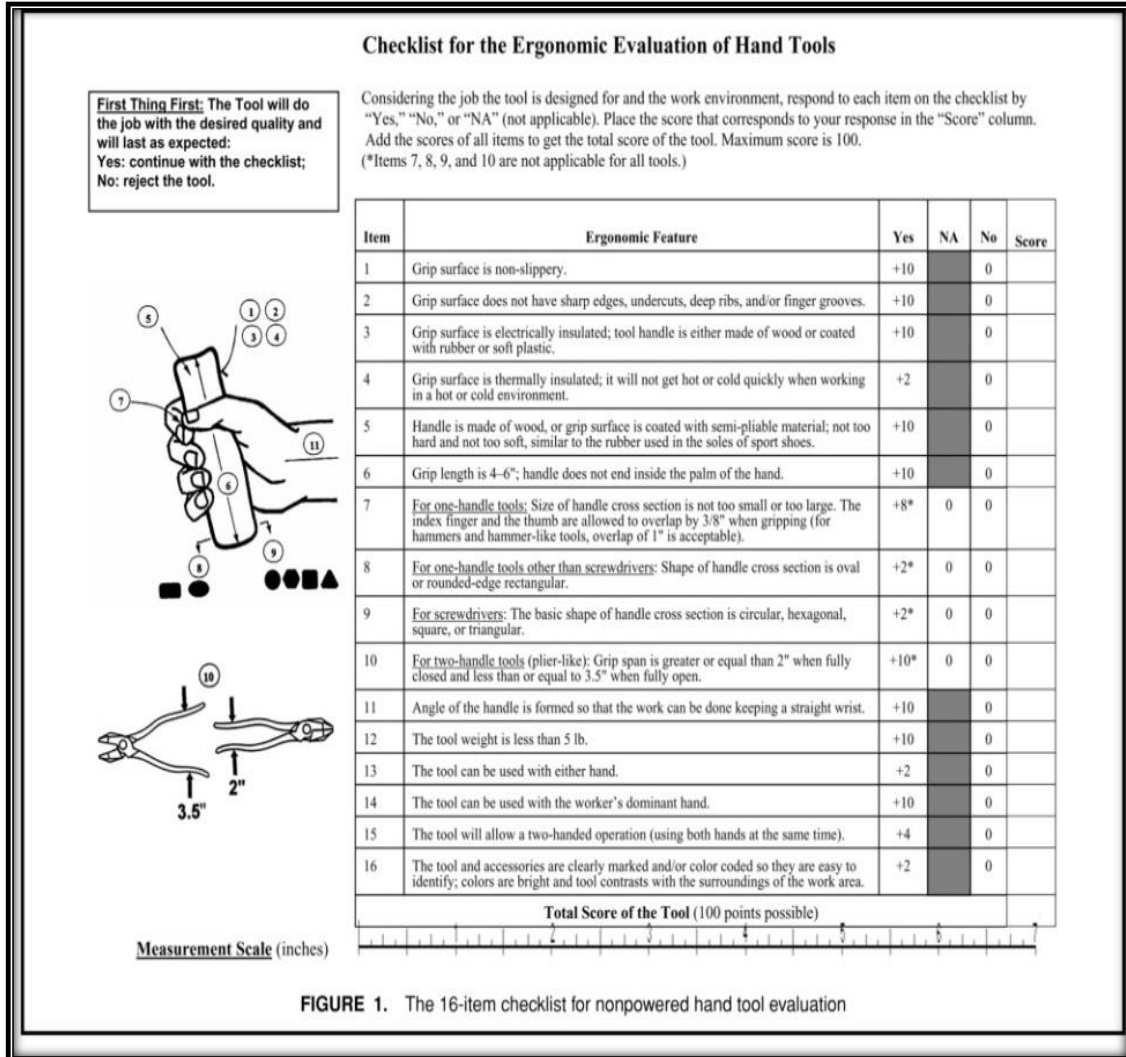 Checklist for the Ergonomic Evaluation of Hand Tools
First Thing First: The Tool will do
the job with the desired quality and
will last as expected:
Yes: continue with the checklist;
No: reject the tool.
Considering the job the tool is designed for and the work environment, respond to each item on the checklist by
“Yes,” “No,” or “NA” (not applicable). Place the score that corresponds to your response in the “Score” column.
Add the scores of all items to get the total score of the tool. Maximum score is 100.
(*Items 7, 8, 9, and 10 are not applicable for all tools.)
Item Ergonomic Feature Yes NA No Score
1 Grip surface is non-slippery. +10 0
2 Grip surface does not have sharp edges, undercuts, deep ribs, and/or finger grooves. +10 0
3 Grip surface is electrically insulated; tool handle is either made of wood or coated +10 0
with rubber or soft plastic.
4 Grip surface is thermally insulated; it will not get hot or cold quickly when working +2 0
in a hot or cold environment.
5 Handle is made of wood, or grip surface is coated with semi-pliable material; not too +10 0
hard and not too soft, similar to the rubber used in the soles of sport shoes.
6 Grip length is 4–6"; handle does not end inside the palm of the hand. +10 0
7 For one-handle tools: Size of handle cross section is not too small or too large. The +8* 0 0
index finger and the thumb are allowed to overlap by 3/8" when gripping (for
hammers and hammer-like tools, overlap of 1" is acceptable).
8 For one-handle tools other than screwdrivers: Shape of handle cross section is oval +2* 0 0
or rounded-edge rectangular.
9 For screwdrivers: The basic shape of handle cross section is circular, hexagonal, +2* 0 0
square, or triangular.
10 For two-handle tools (plier-like): Grip span is greater or equal than 2" when fully +10* 0 0
closed and less than or equal to 3.5" when fully open.
11 Angle of the handle is formed so that the work can be done keeping a straight wrist. +10 0
12 The tool weight is less than 5 lb. +10 0
13 The tool can be used with either hand. +2 0
14 The tool can be used with the worker’s dominant hand. +10 0
15 The tool will allow a two-handed operation (using both hands at the same time). +4 0
16 The tool and accessories are clearly marked and/or color coded so they are easy to +2 0
identify; colors are bright and tool contrasts with the surroundings of the work area.
Total Score of the Tool (100 points possible)
5
1 2
3 4
7
11
6
8
9
10
3.5"
2"
Measurement Scale (inches)
2 3 4 5 6 7
FIGURE 1. The 16-item checklist for nonpowered hand tool evaluation